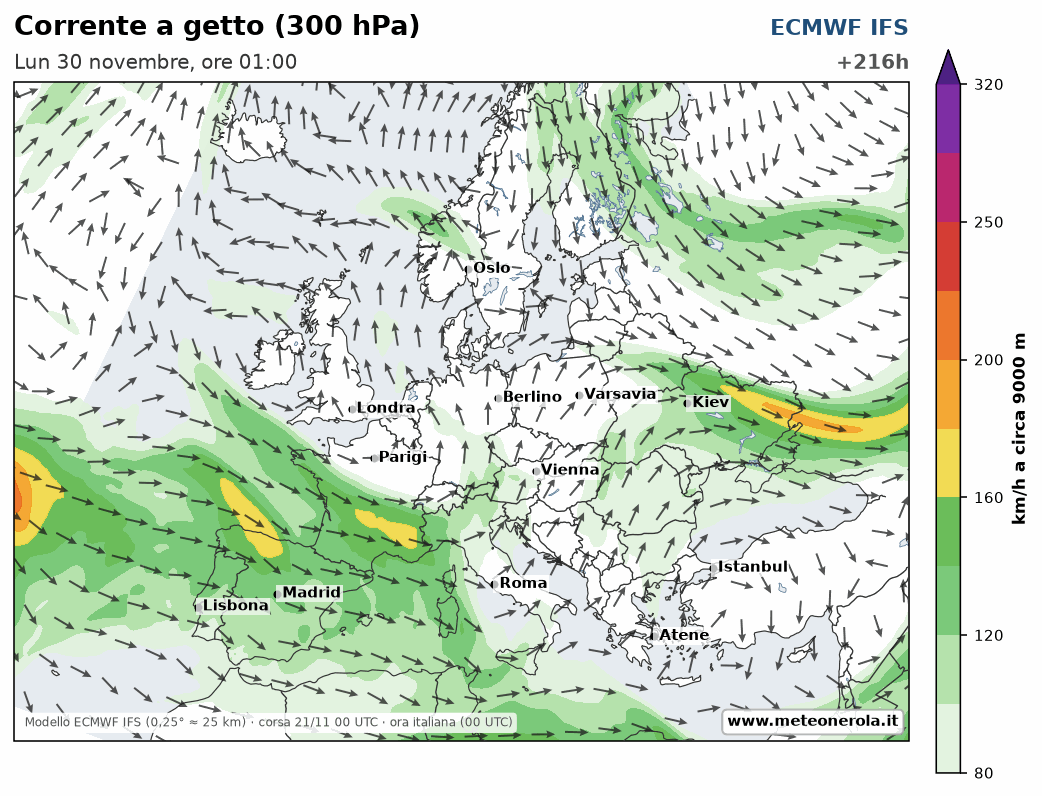 Corrente a getto (300 hPa)
ECMWF IFS
Lun 30 novembre, ore 01:00
+216h
320
250
200
160
120
80
km/h a circa 9000 m
Oslo
Berlino
Varsavia
Kiev
Londra
Parigi
Vienna
Istanbul
Roma
Madrid
Lisbona
Atene
Modello ECMWF IFS (0,25° ≈ 25 km) · corsa 21/11 00 UTC · ora italiana (00 UTC)
www.meteonerola.it